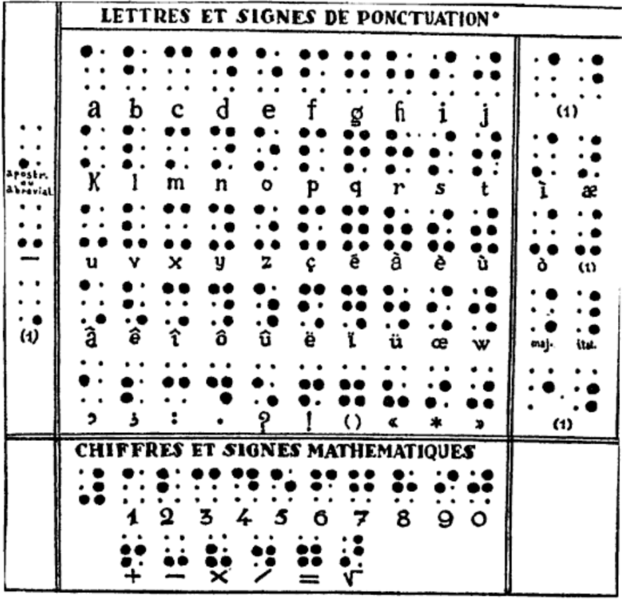 LETTRES ET SIGNES DE PONCTUATION*
a b c d e f g h i j (1)
apostr. ou abréviat.
K l m n o p q r s t ì æ
—
u v x y z ç é à è ù ò (1)
(1)
â ê î ô û ë ï ü œ w maj. ital.
, ; : . ? ! () « * » (1)
CHIFFRES ET SIGNES MATHEMATIQUES
1 2 3 4 5 6 7 8 9 0
+ − × / = √